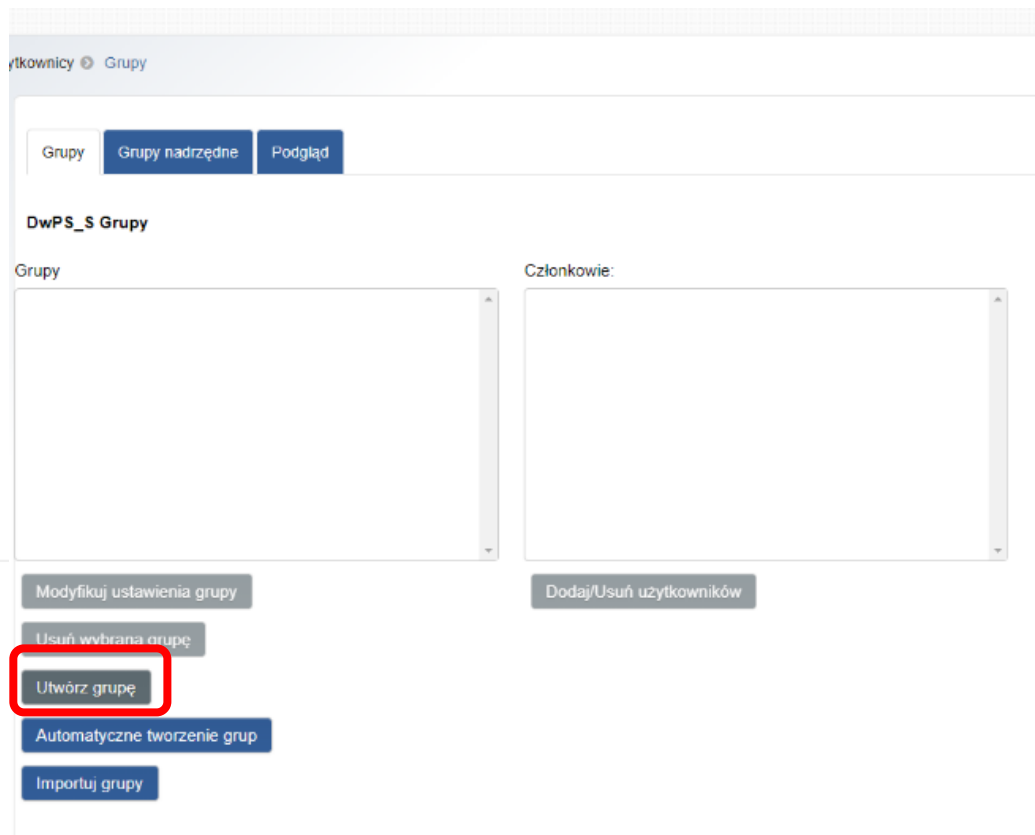 ytkownicy Grupy
Grupy Grupy nadrzędne Podgląd
DwPS_S Grupy
Grupy Członkowie:
Modyfikuj ustawienia grupy Dodaj/Usuń użytkowników
Usuń wybraną grupę
Utwórz grupę
Automatyczne tworzenie grup
Importuj grupy